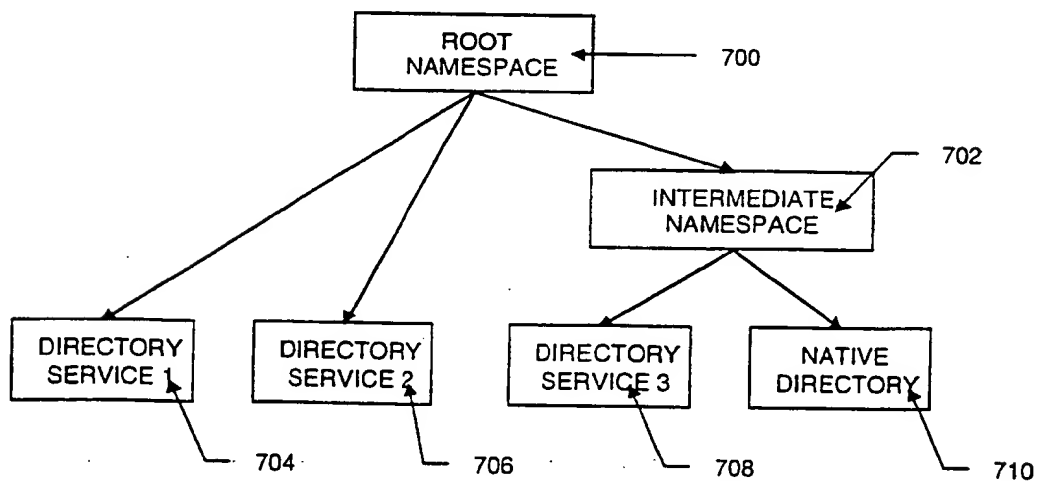 ROOT
NAMESPACE
700
702
INTERMEDIATE
NAMESPACE
DIRECTORY
SERVICE 1
DIRECTORY
SERVICE 2
DIRECTORY
SERVICE 3
NATIVE
DIRECTORY
704
706
708
710